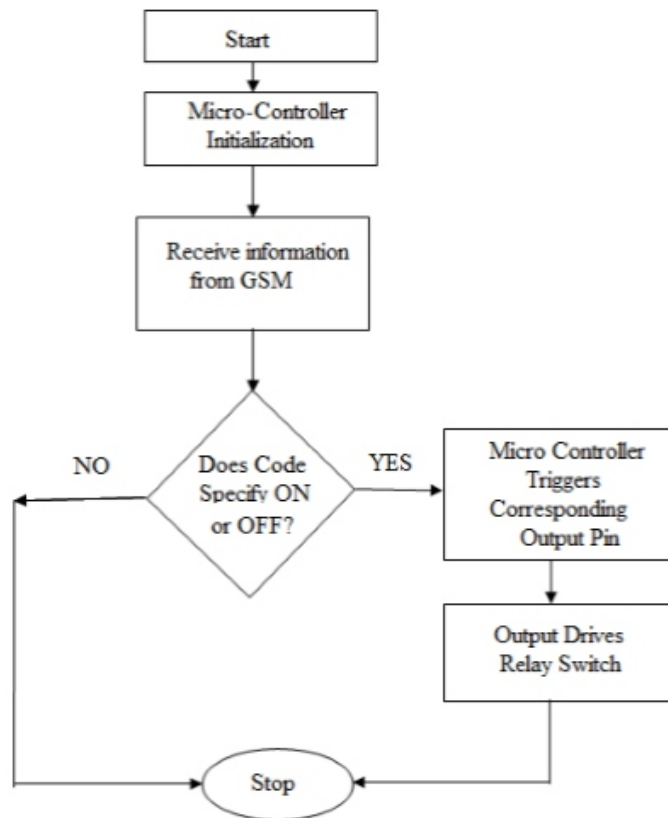 Start
Micro-Controller
Initialization
Receive information
from GSM
NO
Does Code
Specify ON
or OFF?
YES
Micro Controller
Triggers
Corresponding
Output Pin
Output Drives
Relay Switch
Stop